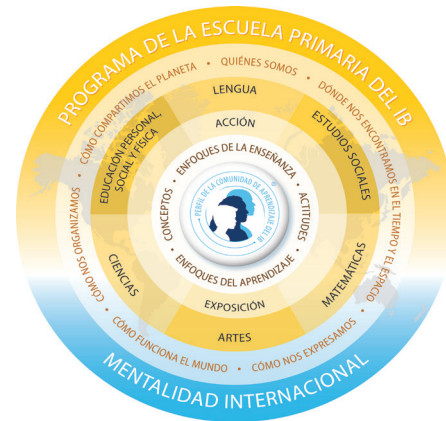 PROGRAMA DE LA ESCUELA PRIMARIA DEL IB
CÓMO COMPARTIMOS EL PLANETA • QUIÉNES SOMOS • DÓNDE NOS ENCONTRAMOS EN EL TIEMPO Y EL ESPACIO • CÓMO NOS EXPRESAMOS • CÓMO FUNCIONA EL MUNDO • CÓMO NOS ORGANIZAMOS
LENGUA
ESTUDIOS SOCIALES
MATEMÁTICAS
ARTES
CIENCIAS
EDUCACIÓN PERSONAL,
SOCIAL Y FÍSICA
ACCIÓN
EXPOSICIÓN
ENFOQUES DE LA ENSEÑANZA • ACTITUDES • ENFOQUES DEL APRENDIZAJE • CONCEPTOS
PERFIL DE LA COMUNIDAD DE APRENDIZAJE DEL IB
®
MENTALIDAD INTERNACIONAL